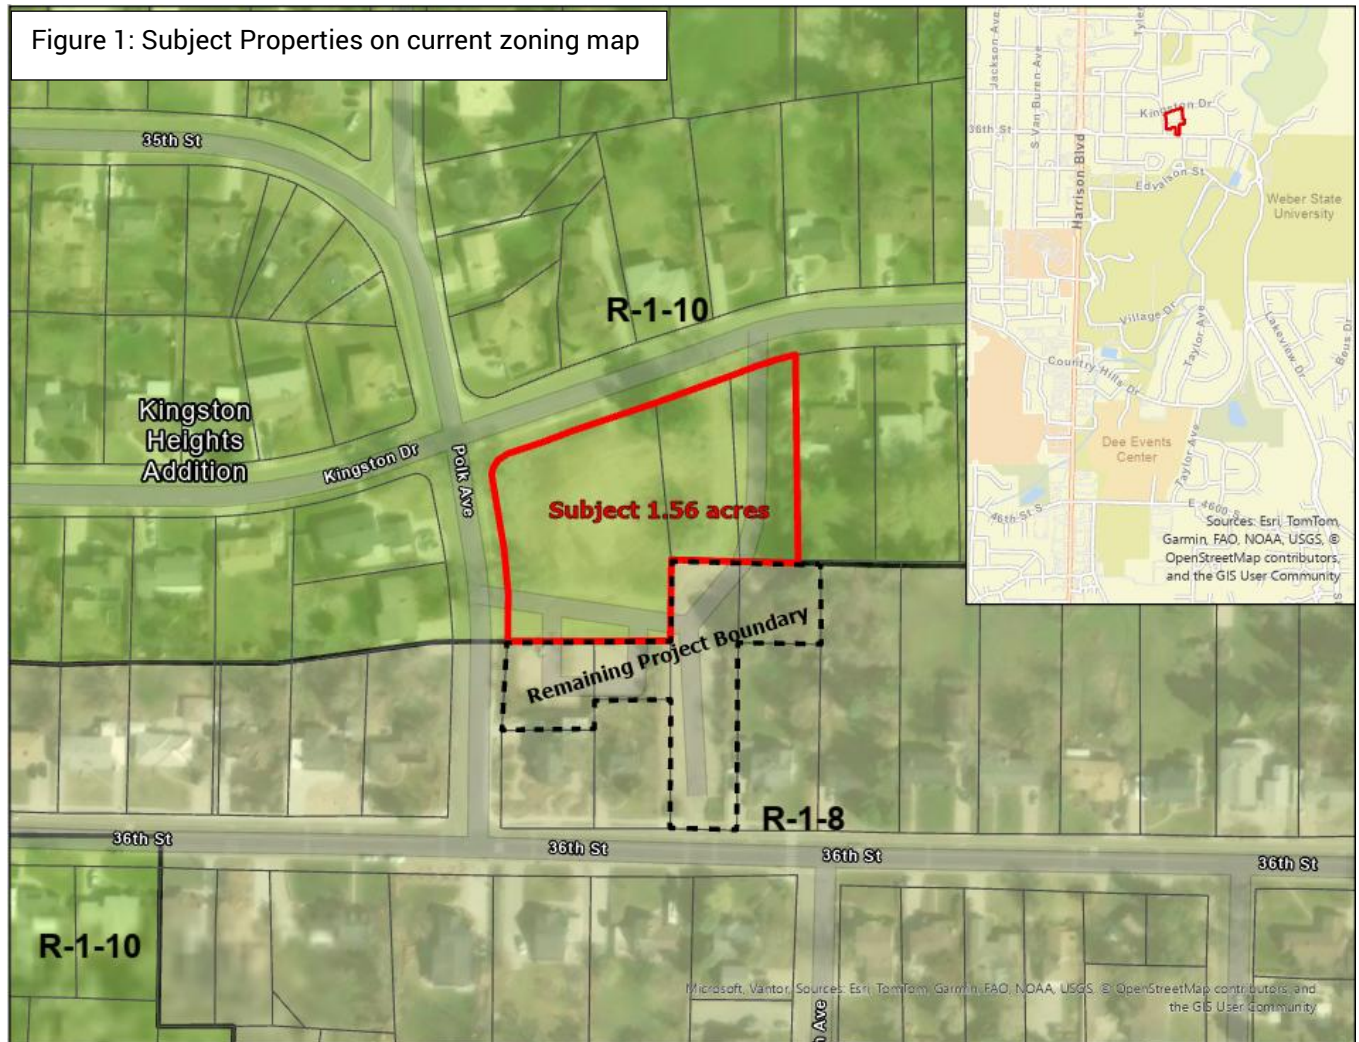 Figure 1: Subject Properties on current zoning map
35th St
R-1-10
Kingston
Heights
Addition
Kingston Dr
Polk Ave
Subject 1.56 acres
Remaining Project Boundary
R-1-8
36th St
36th St
36th St
36th St
R-1-10
Microsoft, Vantor, Sources: Esri, TomTom, Garmin, FAO, NOAA, USGS, © OpenStreetMap contributors, and
the GIS User Community
Ave
Jackson Ave
S Van Buren Ave
Tyler
Kingston Dr
36th St
Harrison Blvd
Edvalson St
Weber State
University
Village Dr
Taylor Ave
Lakeview Dr
Beus Dr
Country Hills Dr
Dee Events
Center
Taylor Ave
46th St S
E 4600 S
Sources: Esri, TomTom,
Garmin, FAO, NOAA, USGS, ©
OpenStreetMap contributors,
and the GIS User Community